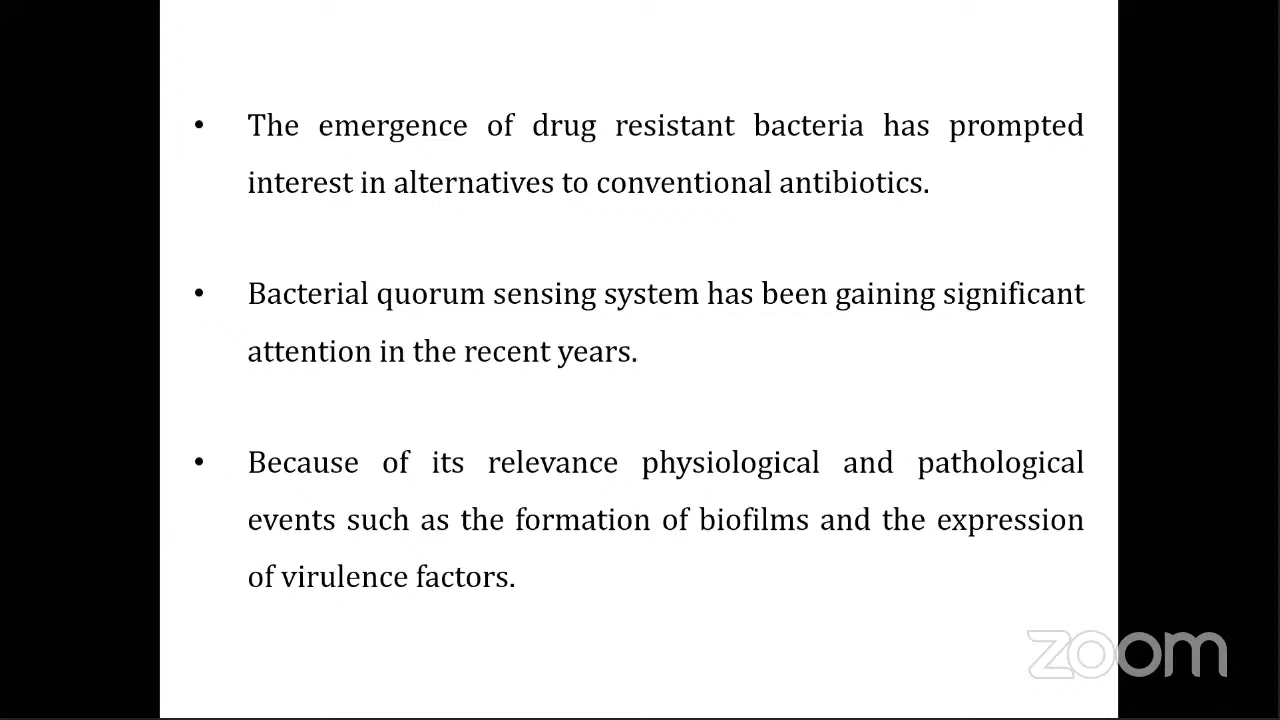 • The emergence of drug resistant bacteria has prompted
interest in alternatives to conventional antibiotics.
• Bacterial quorum sensing system has been gaining significant
attention in the recent years.
• Because of its relevance physiological and pathological
events such as the formation of biofilms and the expression
of virulence factors.
zoom